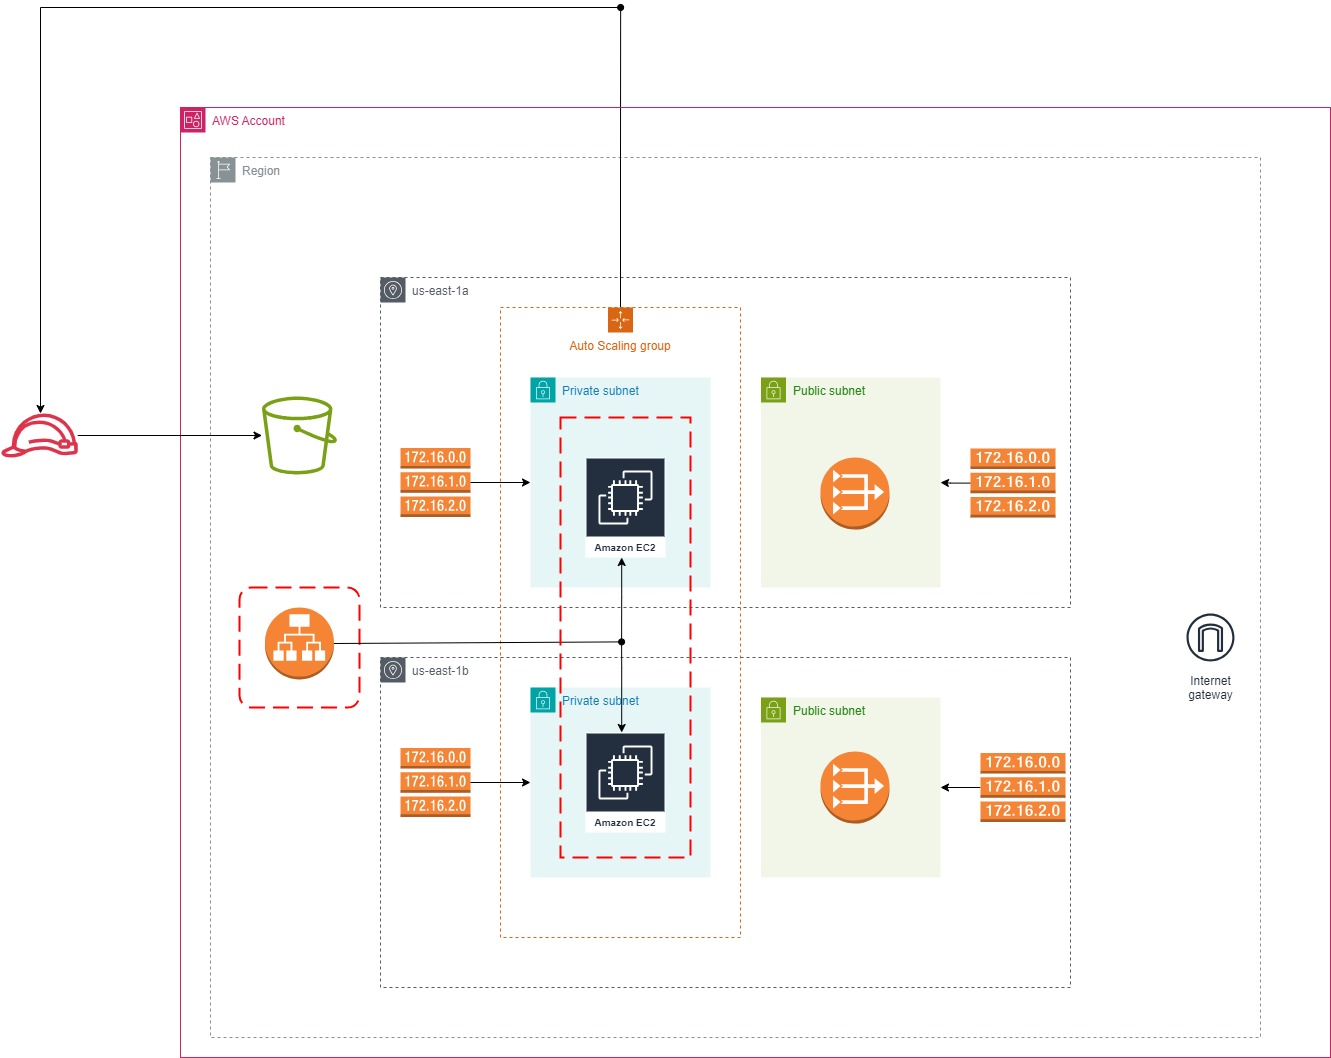 AWS Account
Region
us-east-1a
Auto Scaling group
Private subnet
Public subnet
172.16.0.0
172.16.1.0
172.16.2.0
Amazon EC2
172.16.0.0
172.16.1.0
172.16.2.0
us-east-1b
Private subnet
Public subnet
172.16.0.0
172.16.1.0
172.16.2.0
Amazon EC2
172.16.0.0
172.16.1.0
172.16.2.0
Internet
gateway